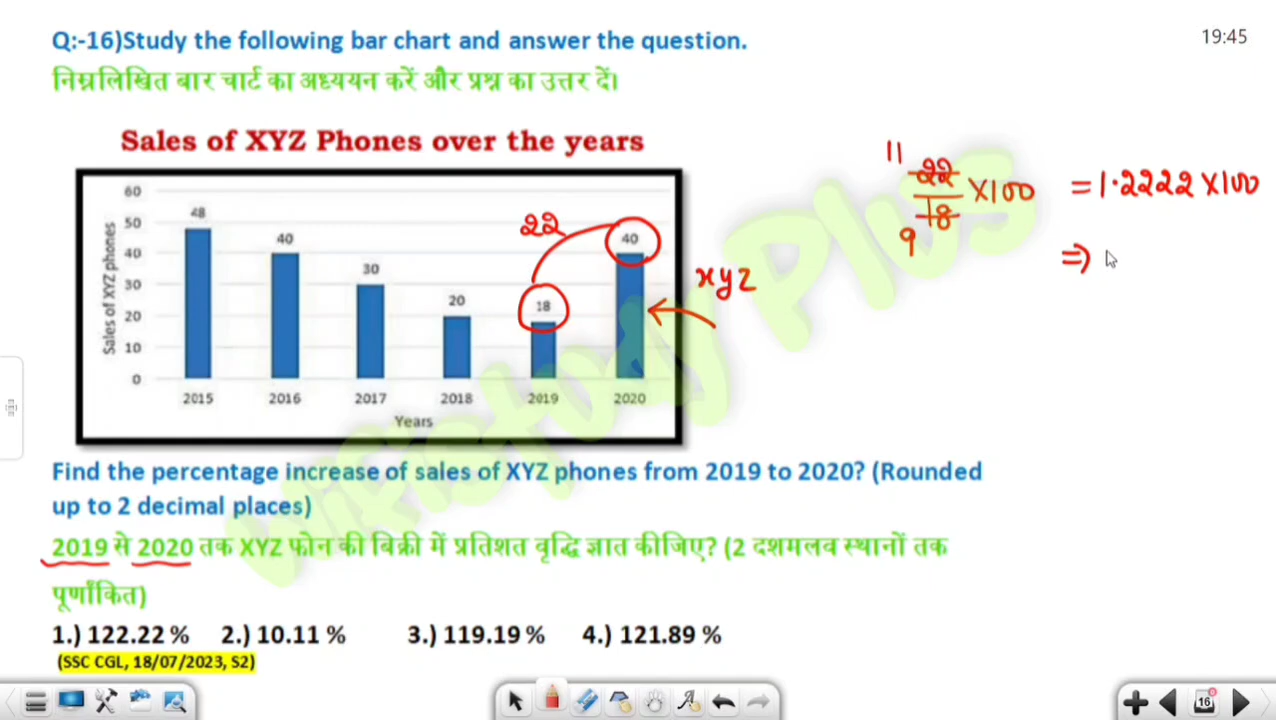 Q:-16)Study the following bar chart and answer the question.
19:45
निम्नलिखित बार चार्ट का अध्ययन करें और प्रश्न का उत्तर दें।
Sales of XYZ Phones over the years
60
50
40
30
20
10
0
Sales of XYZ phones
48
40
30
20
18
40
2015 2016 2017 2018 2019 2020
Years
22
xyz
11
22
18
9
×100
=1.2222×100
⇒
wifistudy Plus
Find the percentage increase of sales of XYZ phones from 2019 to 2020? (Rounded
up to 2 decimal places)
2019 से 2020 तक XYZ फोन की बिक्री में प्रतिशत वृद्धि ज्ञात कीजिए? (2 दशमलव स्थानों तक
पूर्णांकित)
1.) 122.22 % 2.) 10.11 % 3.) 119.19 % 4.) 121.89 %
(SSC CGL, 18/07/2023, S2)
16